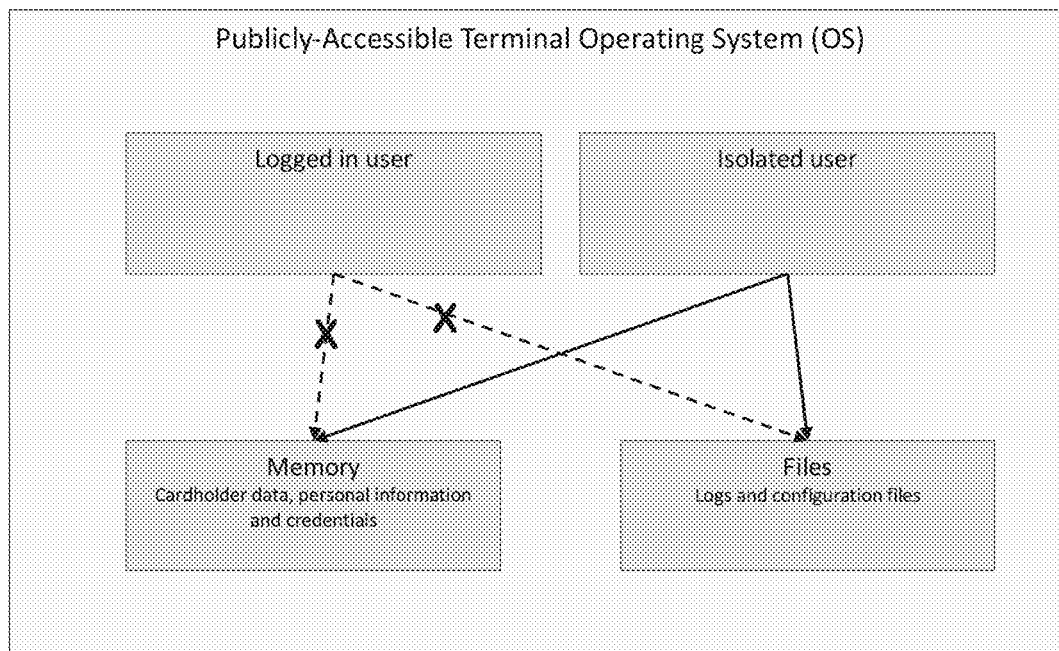 Publicly-Accessible Terminal Operating System (OS)
Logged in user
Isolated user
X
X
Memory
Cardholder data, personal information
and credentials
Files
Logs and configuration files